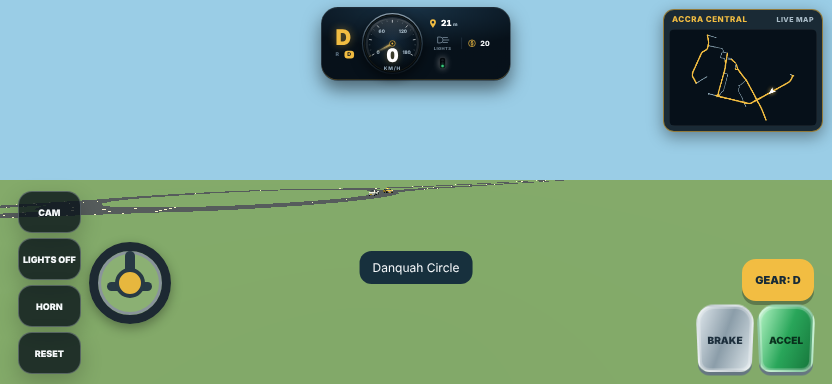 ACCRA CENTRAL LIVE MAP
D
60 120
0 180
0
KM/H
R D
21 m
LIGHTS
20
CAM
LIGHTS OFF
HORN
RESET
Danquah Circle
GEAR: D
BRAKE
ACCEL